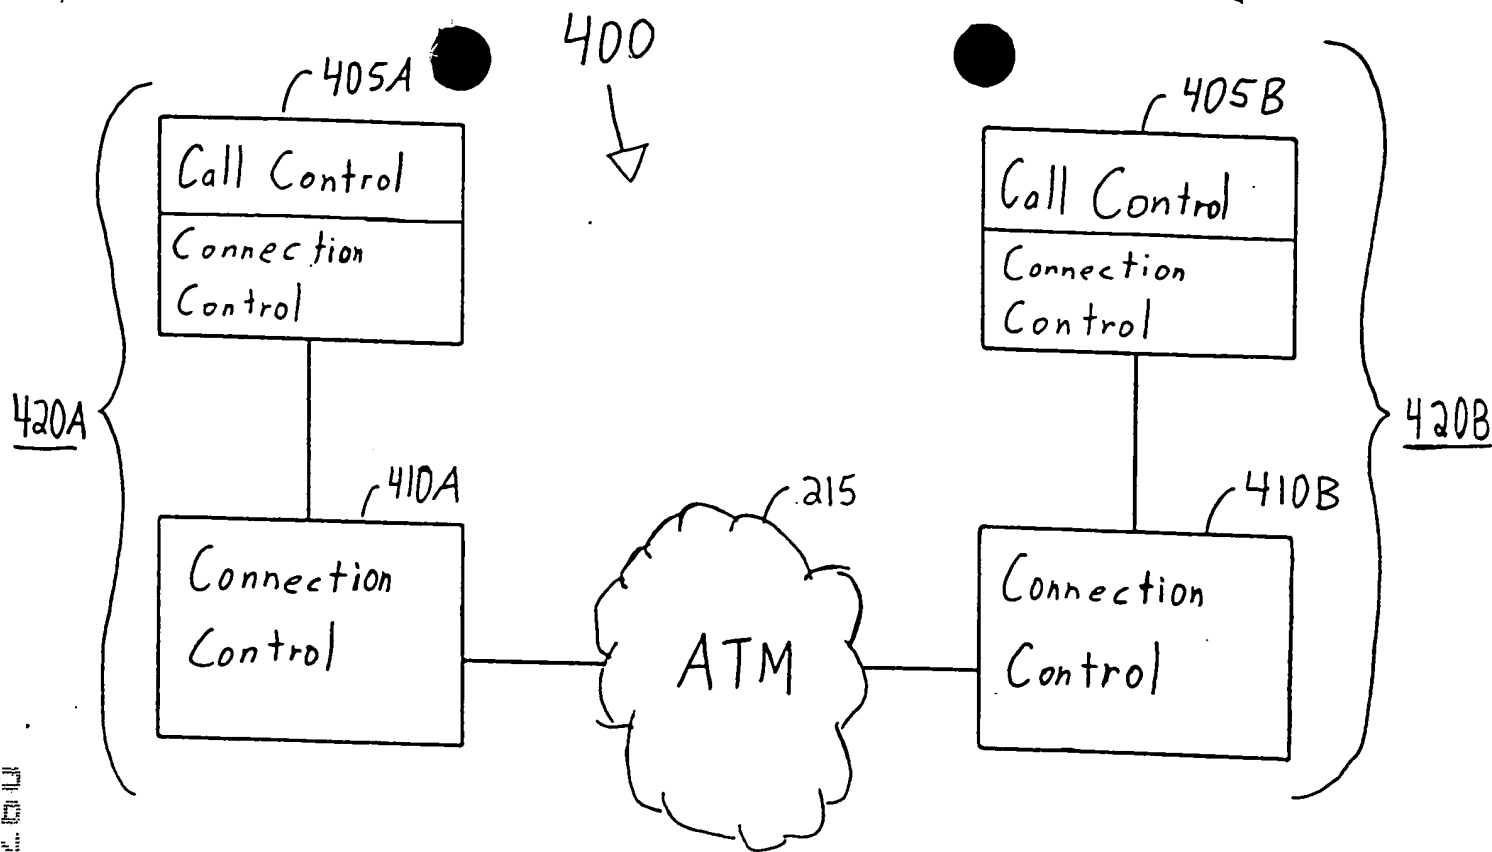 400
405A
405B
Call Control
Connection
Control
Call Control
Connection
Control
420A
420B
410A
215
410B
Connection
Control
ATM
Connection
Control